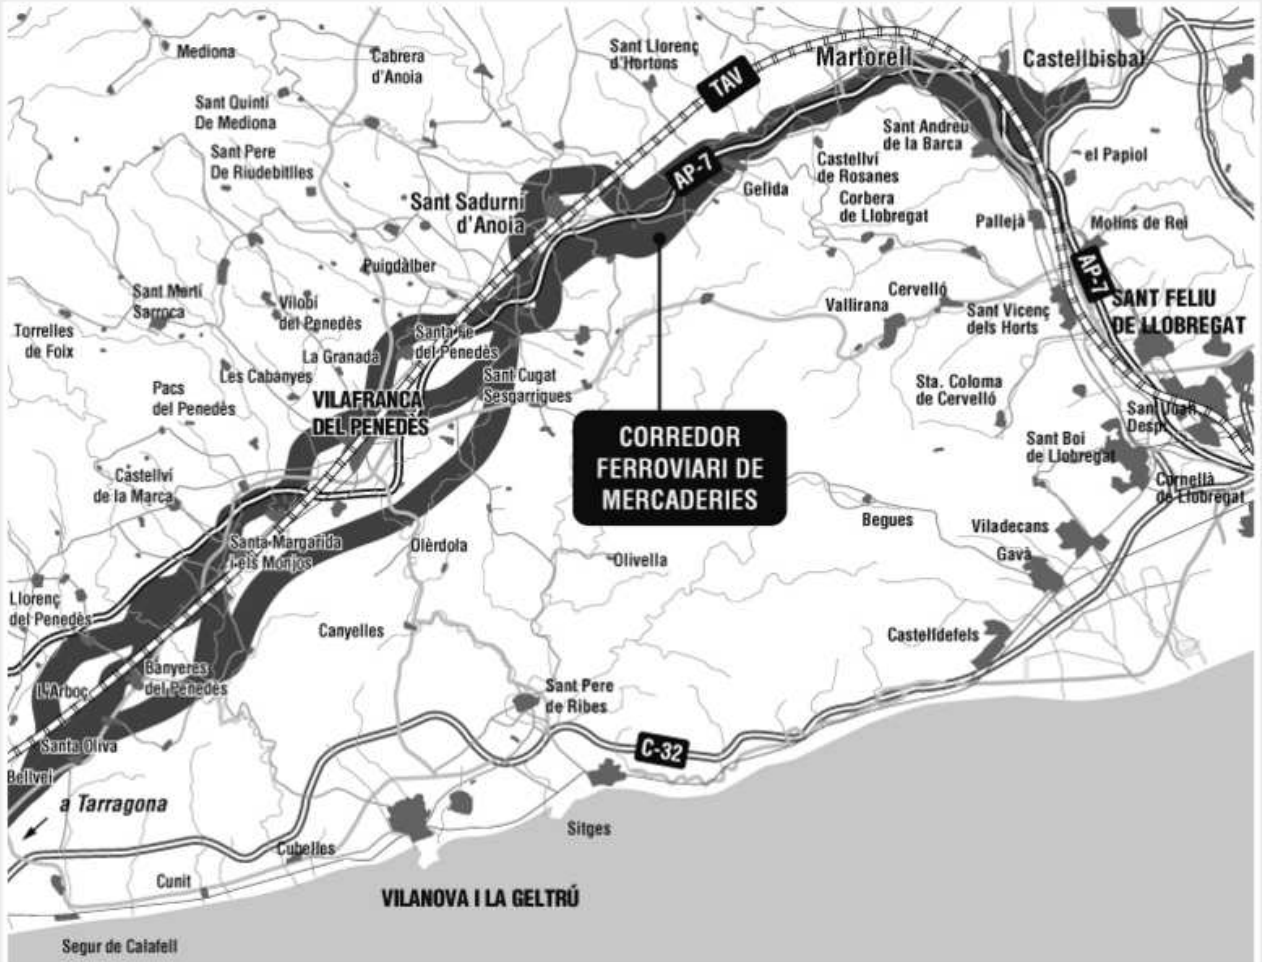 Mediona
Cabrera
d'Anoia
Sant Llorenç
d'Hortons
TAV
Martorell
Castellbisbal
Sant Quintí
De Mediona
Sant Pere
De Riudebitlles
Sant Andreu
de la Barca
el Papiol
Castellví
de Rosanes
AP-7
Gelida
Sant Sadurní
d'Anoia
Corbera
de Llobregat
Pallejà
Molins de Rei
Puigdàlber
AP-7
SANT FELIU
DE LLOBREGAT
Sant Martí
Sarroca
Vilobí
del Penedès
Cervelló
Vallirana
Sant Vicenç
dels Horts
Torrelles
de Foix
Santa Fe
del Penedès
La Granada
Les Cabanyes
Sant Cugat
Sesgarrigues
Pacs
del Penedès
VILAFRANCA
DEL PENEDÈS
Sta. Coloma
de Cervelló
Sant Joan
Despí
CORREDOR
FERROVIARI DE
MERCADERIES
Sant Boi
de Llobregat
Castellví
de la Marca
Cornellà
de Llobregat
Begues
Viladecans
Gavà
Santa Margarida
i els Monjos
Olèrdola
Olivella
Llorenç
del Penedès
Canyelles
Castelfdefels
Banyeres
del Penedès
L'Arboç
Sant Pere
de Ribes
Santa Oliva
C-32
Bellvei
a Tarragona
Sitges
Cubelles
Cunit
VILANOVA I LA GELTRÚ
Segur de Calafell